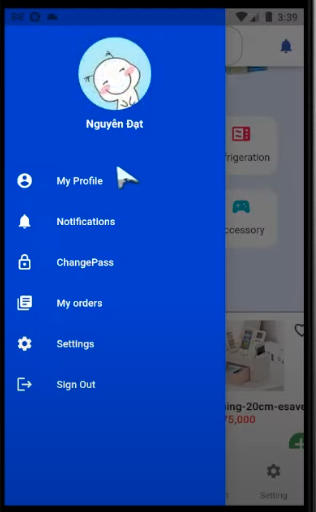 3:39
Nguyễn Đạt
My Profile
frigeration
Notifications
ccessory
ChangePass
My orders
Settings
Sign Out
ing-20cm-esave
75,000
Setting